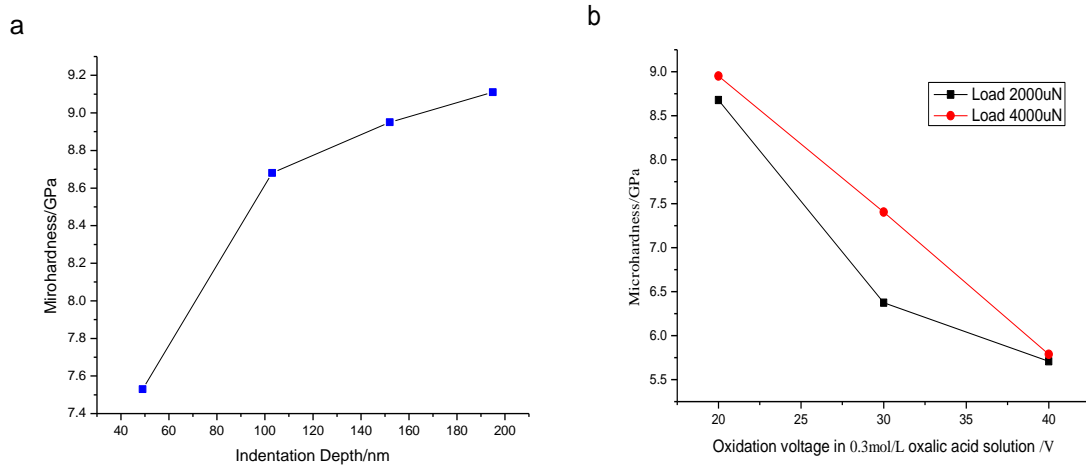 a
9.2
9.0
8.8
8.6
8.4
8.2
8.0
7.8
7.6
7.4
Mirohardness/GPa
40 60 80 100 120 140 160 180 200
Indentation Depth/nm
b
9.0
8.5
8.0
7.5
7.0
6.5
6.0
5.5
Microhardness/GPa
Load 2000uN
Load 4000uN
20 25 30 35 40
Oxidation voltage in 0.3mol/L oxalic acid solution /V